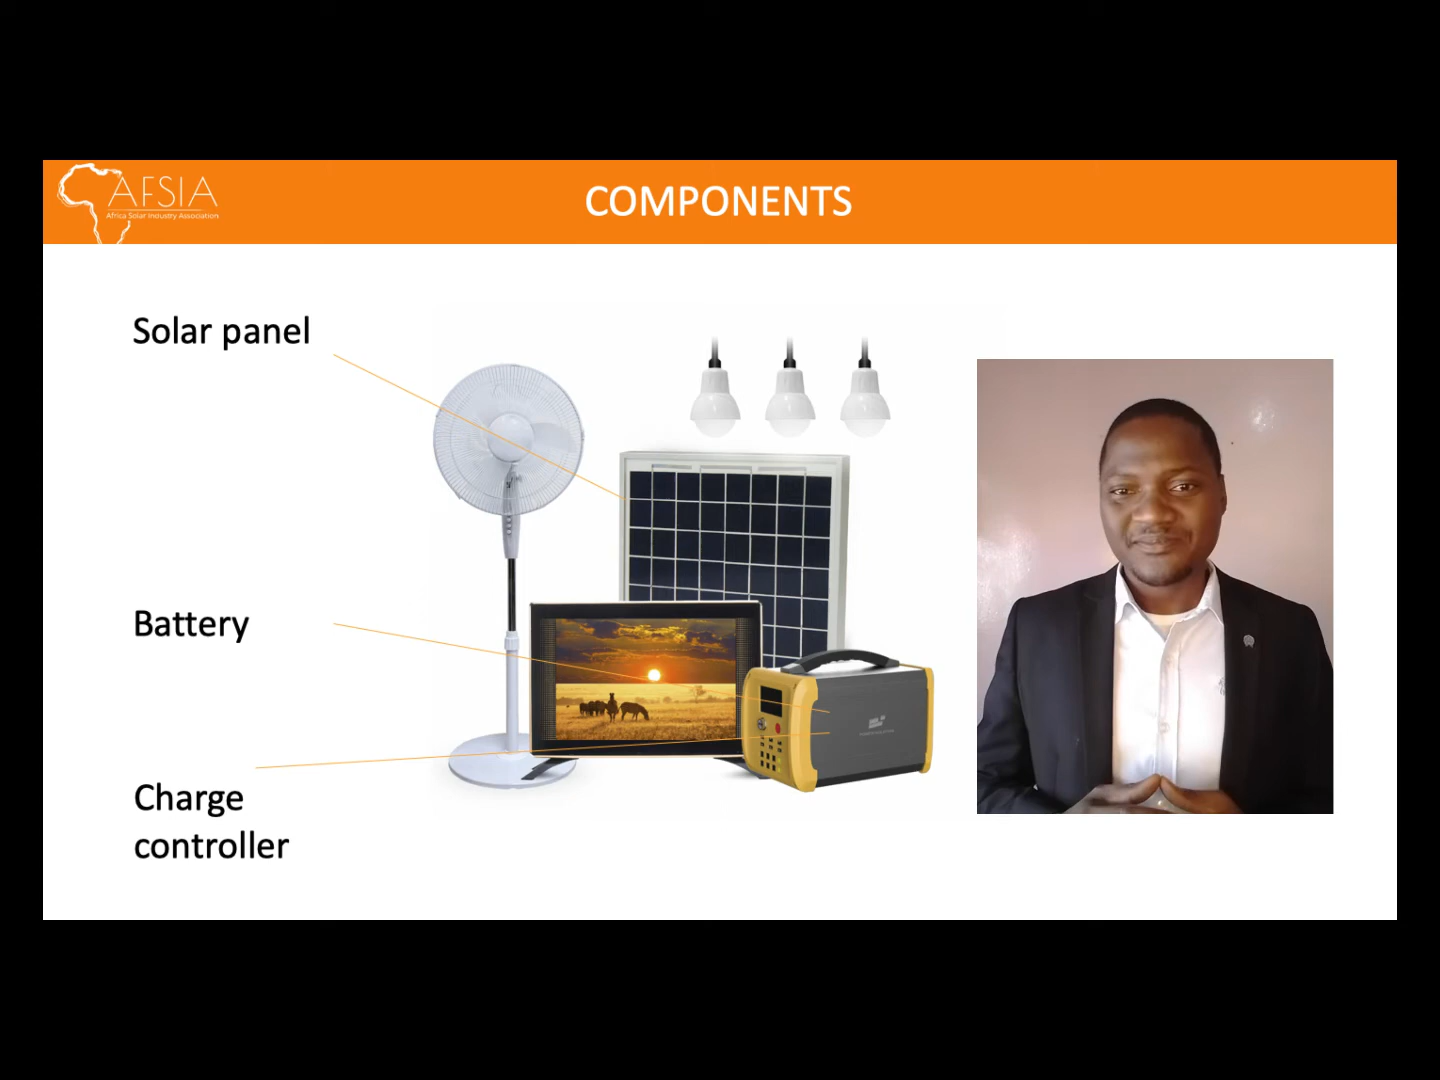 AFSIA
Africa Solar Industry Association
COMPONENTS
Solar panel
Battery
Charge
controller